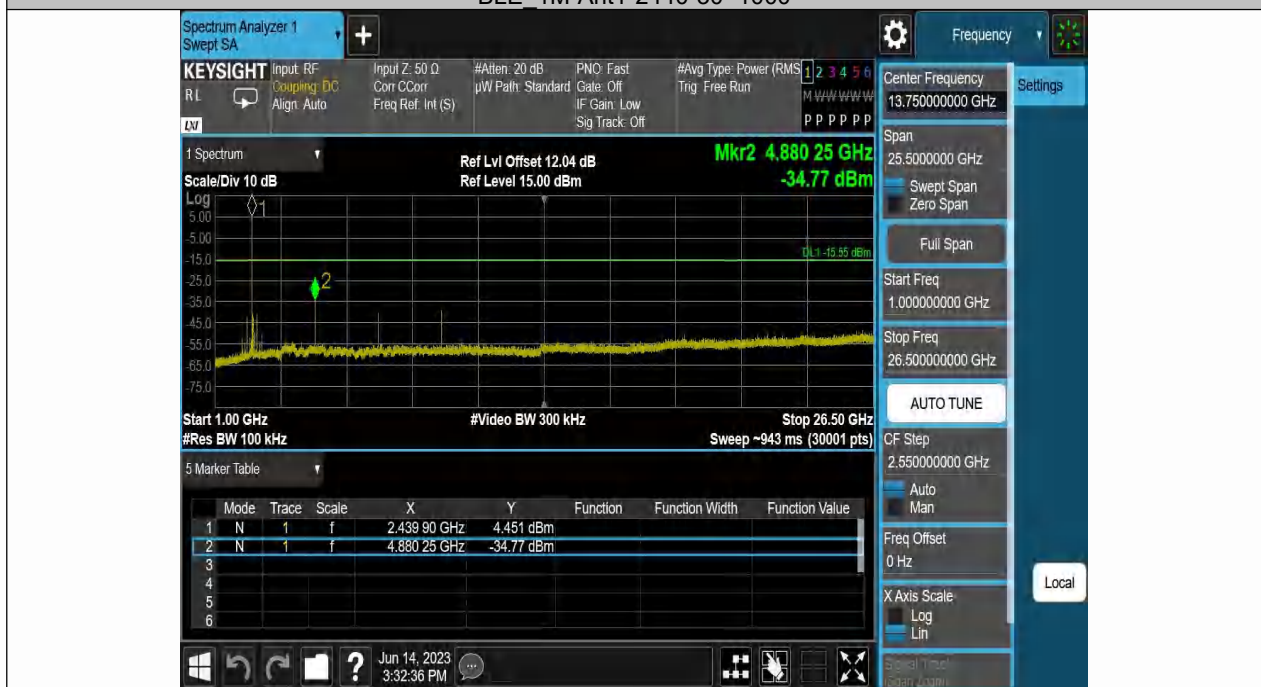 Spectrum Analyzer 1
Swept SA
Frequency
KEYSIGHT
RL
LXI
Input: RF
Coupling: DC
Align: Auto
Input Z: 50 Ω
Corr CCorr
Freq Ref: Int (S)
#Atten: 20 dB
µW Path: Standard
PNO: Fast
Gate: Off
IF Gain: Low
Sig Track: Off
#Avg Type: Power (RMS
Trig: Free Run
1 2 3 4 5 6
M W W W W W
P P P P P P
Center Frequency
13.750000000 GHz
Settings
Span
25.5000000 GHz
Swept Span
Zero Span
Full Span
Start Freq
1.000000000 GHz
Stop Freq
26.500000000 GHz
AUTO TUNE
CF Step
2.550000000 GHz
Auto
Man
Freq Offset
0 Hz
X Axis Scale
Log
Lin
Local
1 Spectrum
Scale/Div 10 dB
Log
Ref Lvl Offset 12.04 dB
Ref Level 15.00 dBm
Mkr2 4.880 25 GHz
-34.77 dBm
1
2
DL1 -15.55 dBm
5.00
-5.00
-15.0
-25.0
-35.0
-45.0
-55.0
-65.0
-75.0
Start 1.00 GHz
#Video BW 300 kHz
Stop 26.50 GHz
#Res BW 100 kHz
Sweep ~943 ms (30001 pts)
5 Marker Table
Mode Trace Scale X Y Function Function Width Function Value
1 N 1 f 2.439 90 GHz 4.451 dBm
2 N 1 f 4.880 25 GHz -34.77 dBm
3
4
5
6
?
Jun 14, 2023
3:32:36 PM